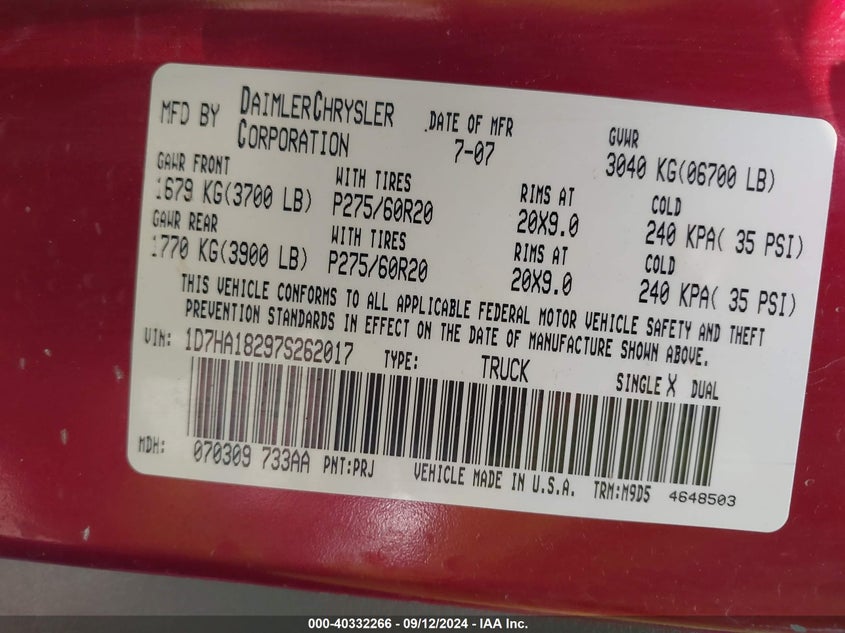 MFD BY DAIMLERCHRYSLER CORPORATION DATE OF MFR 7-07 GVWR 3040 KG(06700 LB)
GAWR FRONT WITH TIRES RIMS AT COLD
1679 KG(3700 LB) P275/60R20 20X9.0 240 KPA( 35 PSI)
GAWR REAR WITH TIRES RIMS AT COLD
1770 KG(3900 LB) P275/60R20 20X9.0 240 KPA( 35 PSI)
THIS VEHICLE CONFORMS TO ALL APPLICABLE FEDERAL MOTOR VEHICLE SAFETY AND THEFT
PREVENTION STANDARDS IN EFFECT ON THE DATE OF MANUFACTURE SHOWN ABOVE.
VIN: 1D7HA18297S262017 TYPE: TRUCK SINGLE X DUAL
MDH: 070309 733AA PNT:PRJ VEHICLE MADE IN U.S.A. TRM:M9D5 4648503
000-40332266 - 09/12/2024 - IAA Inc.